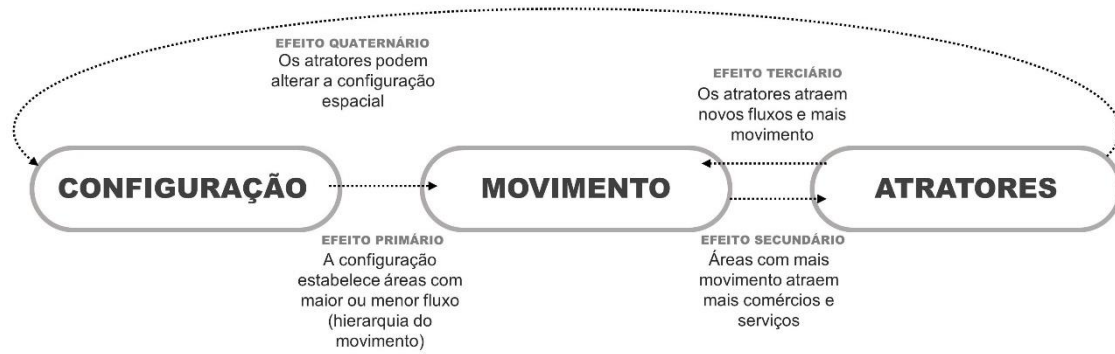 EFEITO QUATERNÁRIO
Os atratores podem
alterar a configuração
espacial
EFEITO TERCIÁRIO
Os atratores atraem
novos fluxos e mais
movimento
CONFIGURAÇÃO
MOVIMENTO
ATRATORES
EFEITO PRIMÁRIO
A configuração
estabelece áreas com
maior ou menor fluxo
(hierarquia do
movimento)
EFEITO SECUNDÁRIO
Áreas com mais
movimento atraem
mais comércios e
serviços